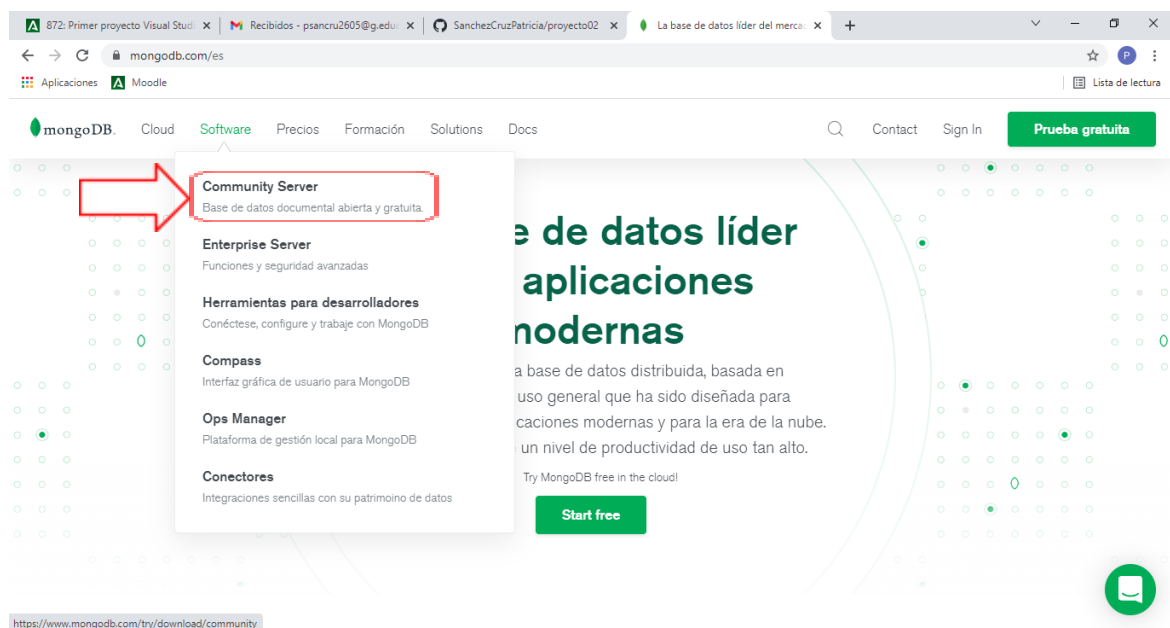 872: Primer proyecto Visual Studi
Recibidos - psancru2605@g.educ
SanchezCruzPatricia/proyecto02
La base de datos líder del mercad
mongodb.com/es
P
Aplicaciones
Moodle
Lista de lectura
mongoDB.
Cloud
Software
Precios
Formación
Solutions
Docs
Contact
Sign In
Prueba gratuita
Community Server
Base de datos documental abierta y gratuita.
Enterprise Server
Funciones y seguridad avanzadas
Herramientas para desarrolladores
Conéctese, configure y trabaje con MongoDB
Compass
Interfaz gráfica de usuario para MongoDB
Ops Manager
Plataforma de gestión local para MongoDB
Conectores
Integraciones sencillas con su patrimoino de datos
e de datos líder
aplicaciones
modernas
a base de datos distribuida, basada en
uso general que ha sido diseñada para
caciones modernas y para la era de la nube.
un nivel de productividad de uso tan alto.
Try MongoDB free in the cloud!
Start free
https://www.mongodb.com/try/download/community